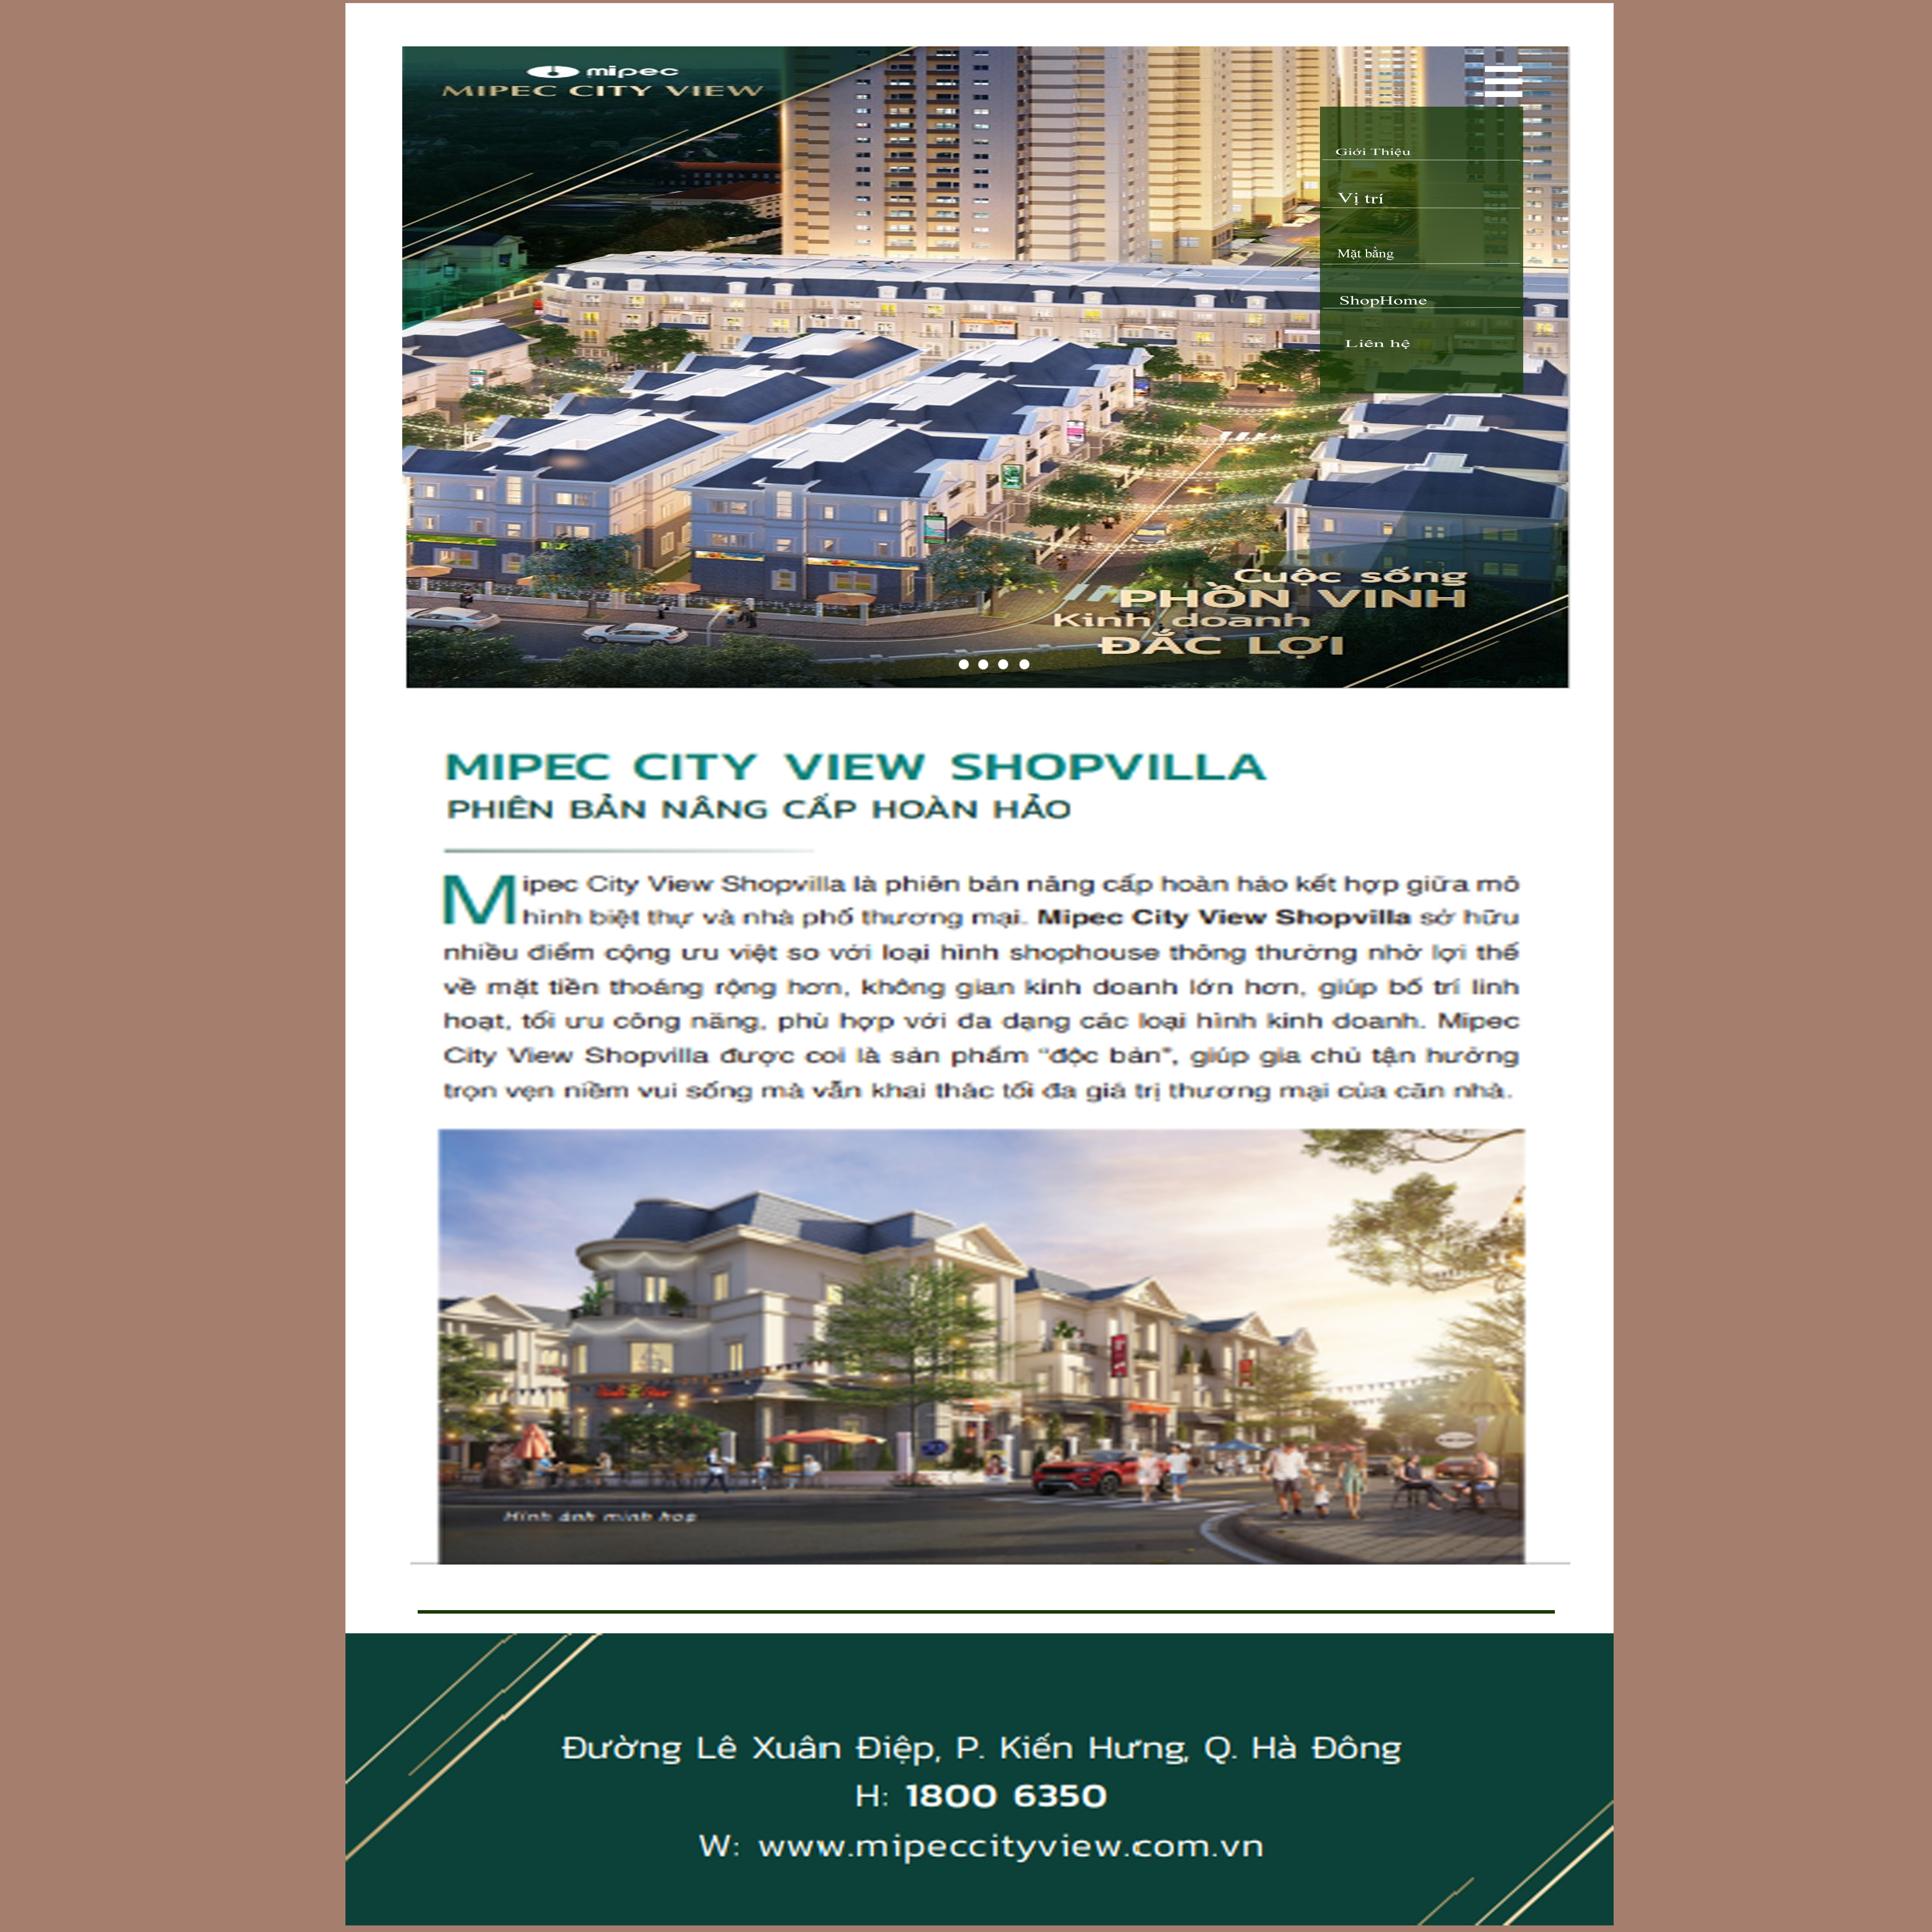 mipec
MIPEC CITY VIEW
Giới Thiệu
Vị trí
Mặt bằng
ShopHome
Liên hệ
Cuộc sống
PHỒN VINH
Kinh doanh
ĐẮC LỢI
MIPEC CITY VIEW SHOPVILLA
PHIÊN BẢN NÂNG CẤP HOÀN HẢO
Mipec City View Shopvilla là phiên bản nâng cấp hoàn hảo kết hợp giữa mô
hình biệt thự và nhà phố thương mại. Mipec City View Shopvilla sở hữu
nhiều điểm cộng ưu việt so với loại hình shophouse thông thường nhờ lợi thế
về mặt tiền thoáng rộng hơn, không gian kinh doanh lớn hơn, giúp bố trí linh
hoạt, tối ưu công năng, phù hợp với đa dạng các loại hình kinh doanh. Mipec
City View Shopvilla được coi là sản phẩm “độc bản”, giúp gia chủ tận hưởng
trọn vẹn niềm vui sống mà vẫn khai thác tối đa giá trị thương mại của căn nhà.
Hình ảnh minh họa
Đường Lê Xuân Điệp, P. Kiến Hưng, Q. Hà Đông
H: 1800 6350
W: www.mipeccityview.com.vn